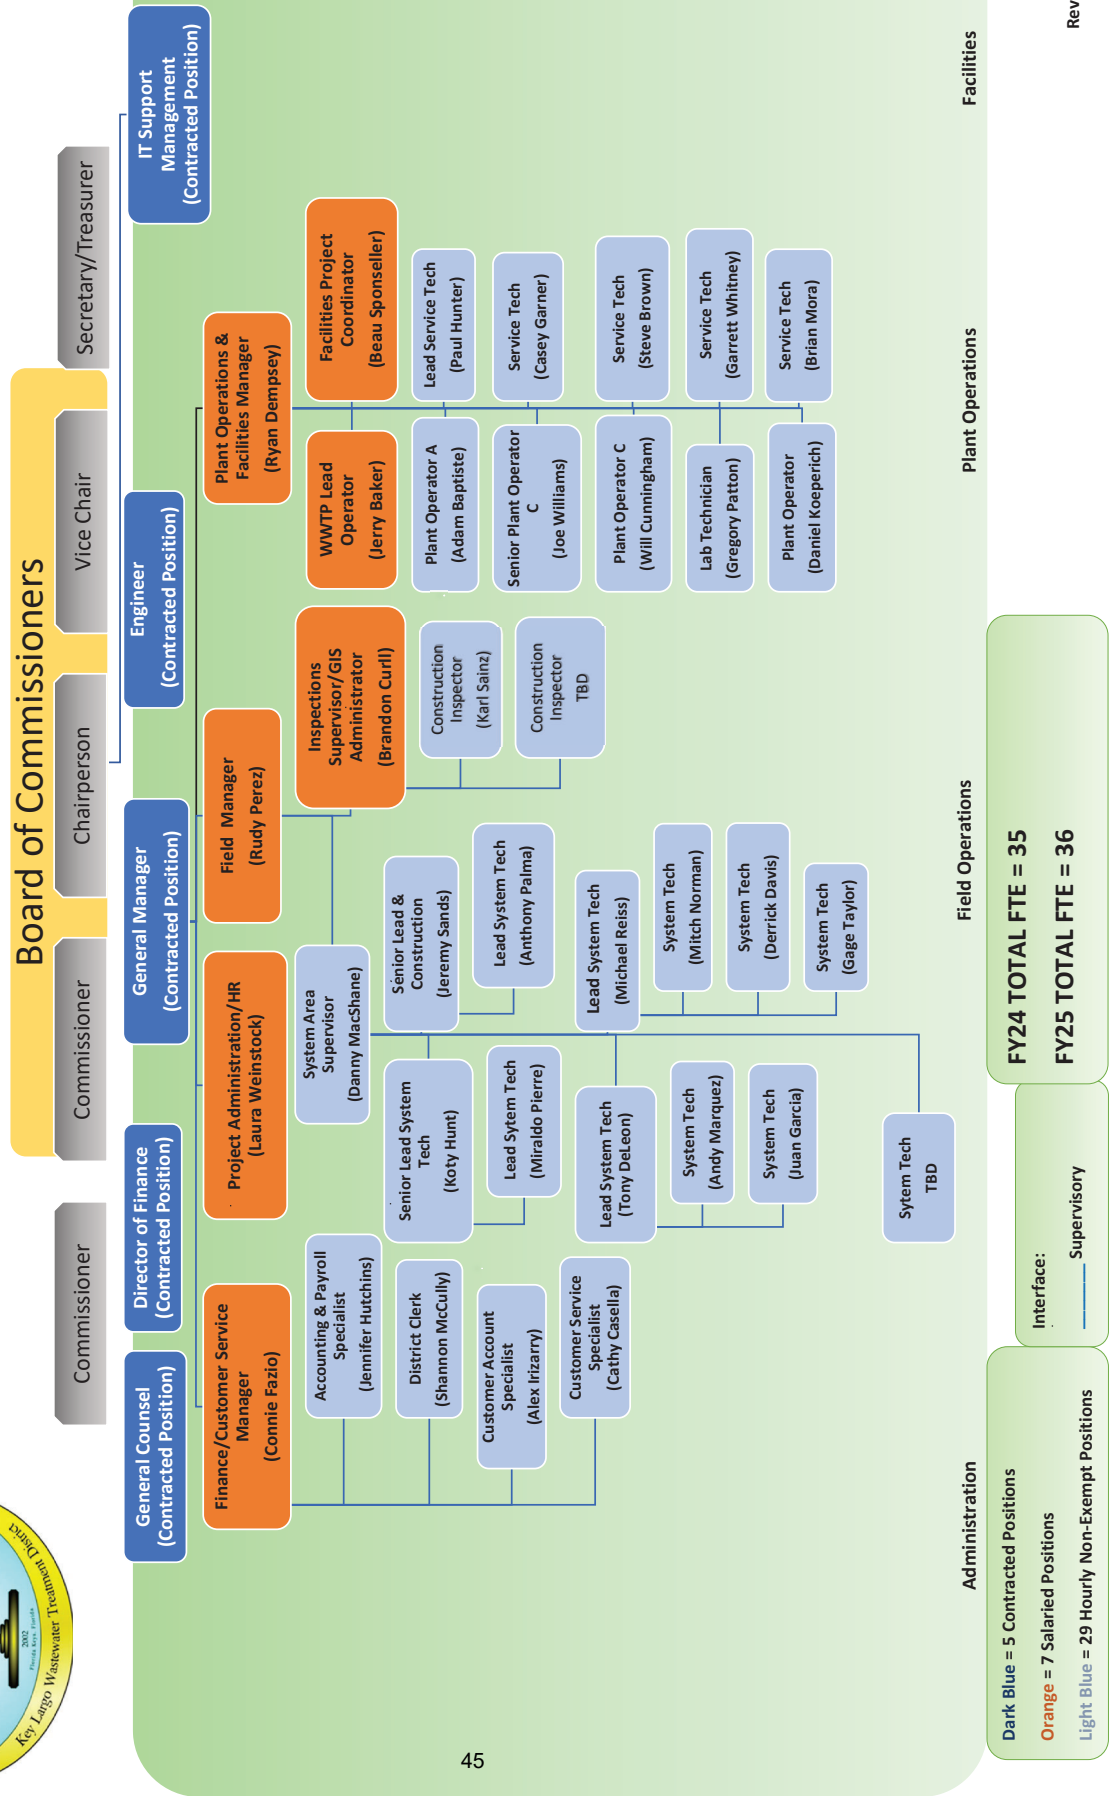 Board of Commissioners
Commissioner
Commissioner
Chairperson
Vice Chair
Secretary/Treasurer
General Counsel
(Contracted Position)
Director of Finance
(Contracted Position)
General Manager
(Contracted Position)
Engineer
(Contracted Position)
IT Support
Management
(Contracted Position)
Finance/Customer Service
Manager
(Connie Fazio)
Project Administration/HR
(Laura Weinstock)
Field Manager
(Rudy Perez)
Plant Operations &
Facilities Manager
(Ryan Dempsey)
Accounting & Payroll
Specialist
(Jennifer Hutchins)
District Clerk
(Shannon McCully)
Customer Account
Specialist
(Alex Irizarry)
Customer Service
Specialist
(Cathy Casella)
System Area
Supervisor
(Danny MacShane)
Senior Lead System
Tech
(Koty Hunt)
Lead Sytem Tech
(Miraldo Pierre)
Lead System Tech
(Tony DeLeon)
System Tech
(Andy Marquez)
System Tech
(Juan Garcia)
Sytem Tech
TBD
Senior Lead &
Construction
(Jeremy Sands)
Lead System Tech
(Anthony Palma)
Lead System Tech
(Michael Reiss)
System Tech
(Mitch Norman)
System Tech
(Derrick Davis)
System Tech
(Gage Taylor)
Inspections
Supervisor/GIS
Administrator
(Brandon Curll)
Construction
Inspector
(Karl Sainz)
Construction
Inspector
TBD
WWTP Lead
Operator
(Jerry Baker)
Plant Operator A
(Adam Baptiste)
Senior Plant Operator
C
(Joe Williams)
Plant Operator C
(Will Cunningham)
Lab Technician
(Gregory Patton)
Plant Operator
(Daniel Koeperich)
Facilities Project
Coordinator
(Beau Sponseller)
Lead Service Tech
(Paul Hunter)
Service Tech
(Casey Garner)
Service Tech
(Steve Brown)
Service Tech
(Garrett Whitney)
Service Tech
(Brian Mora)
Administration
Field Operations
Plant Operations
Facilities
Dark Blue = 5 Contracted Positions
Orange = 7 Salaried Positions
Light Blue = 29 Hourly Non-Exempt Positions
Interface:
Supervisory
FY24 TOTAL FTE = 35
FY25 TOTAL FTE = 36
Rev
45
2002
Florida Keys, Florida
Key Largo Wastewater Treatment District